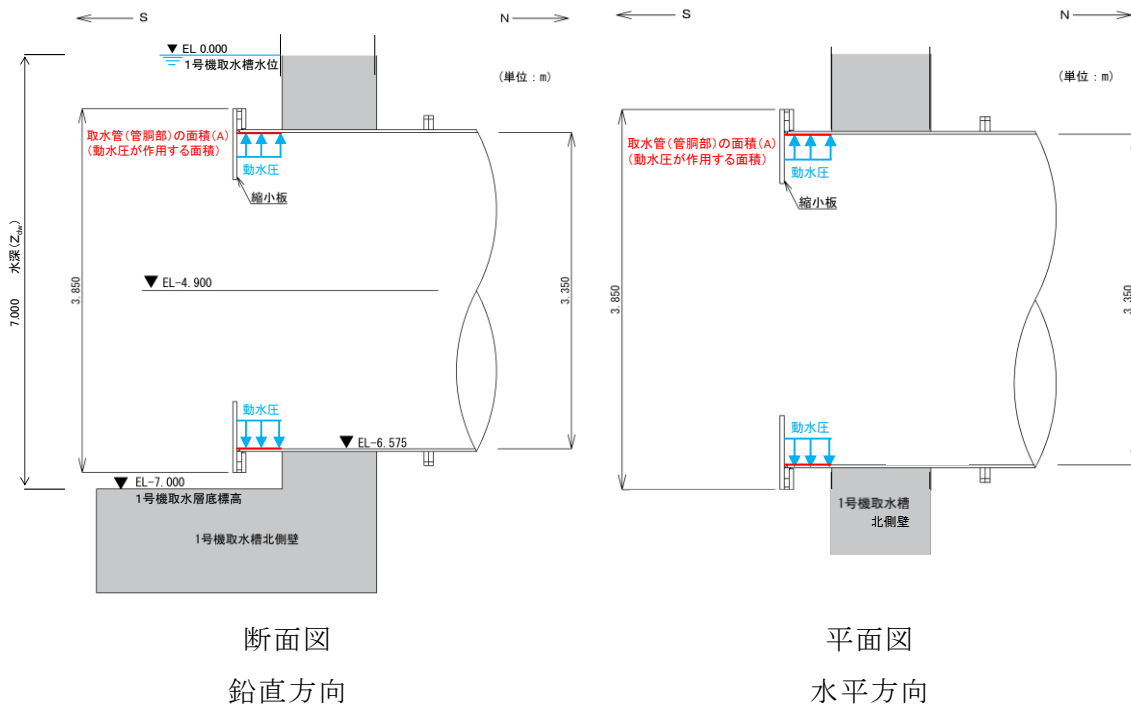 S
N
EL 0.000
1号機取水槽水位
(単位：m)
取水管(管胴部)の面積(A)
(動水圧が作用する面積)
動水圧
縮小板
水深(Zdw)
7.000
3.850
EL-4.900
3.350
動水圧
EL-6.575
EL-7.000
1号機取水層底標高
1号機取水槽北側壁
断面図
鉛直方向
S
N
(単位：m)
取水管(管胴部)の面積(A)
(動水圧が作用する面積)
動水圧
縮小板
3.850
3.350
動水圧
1号機取水槽
北側壁
平面図
水平方向